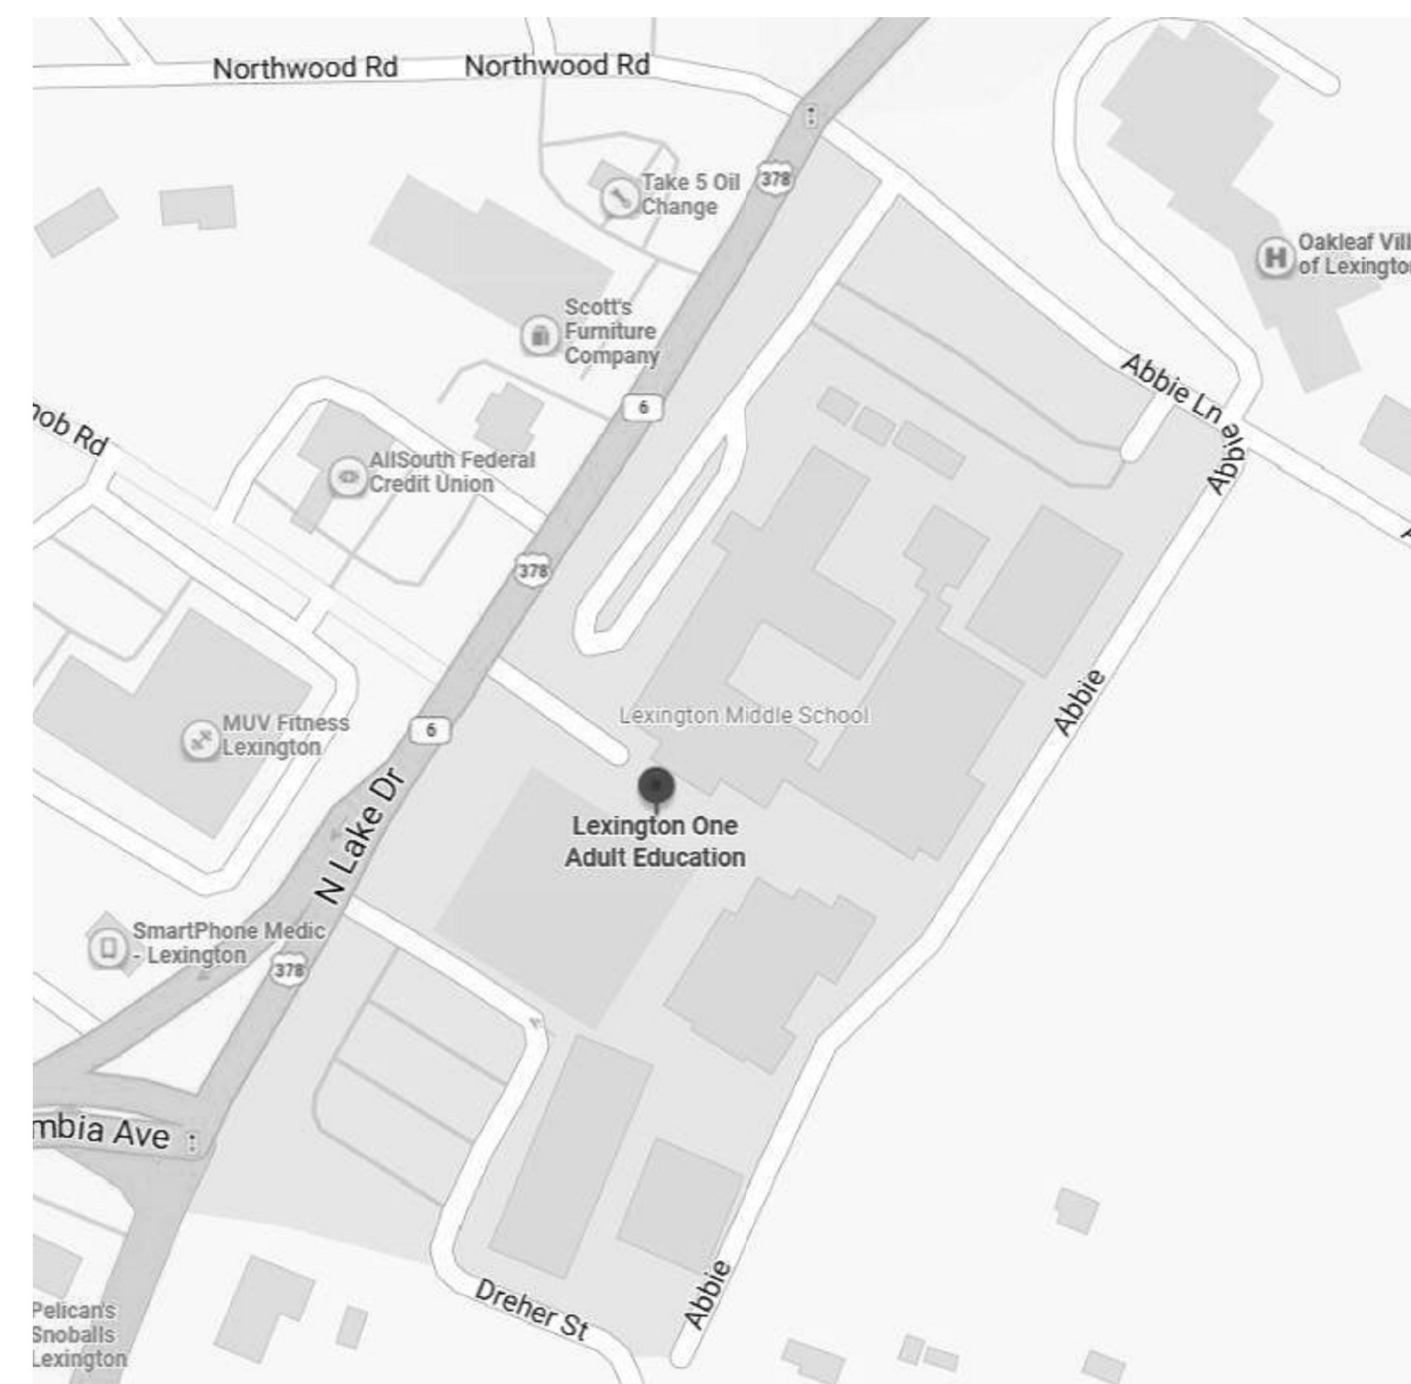 Northwood Rd
Northwood Rd
378
Take 5 Oil
Change
Oakleaf Vill
of Lexingto
H
Scott's
Furniture
Company
6
Abbie Ln
Abbie
nob Rd
AllSouth Federal
Credit Union
378
Abbie
Lexington Middle School
MUV Fitness
Lexington
6
N Lake Dr
Lexington One
Adult Education
SmartPhone Medic
- Lexington
378
mbia Ave
Abbie
Dreher St
Pelican's
Snoballs
Lexington